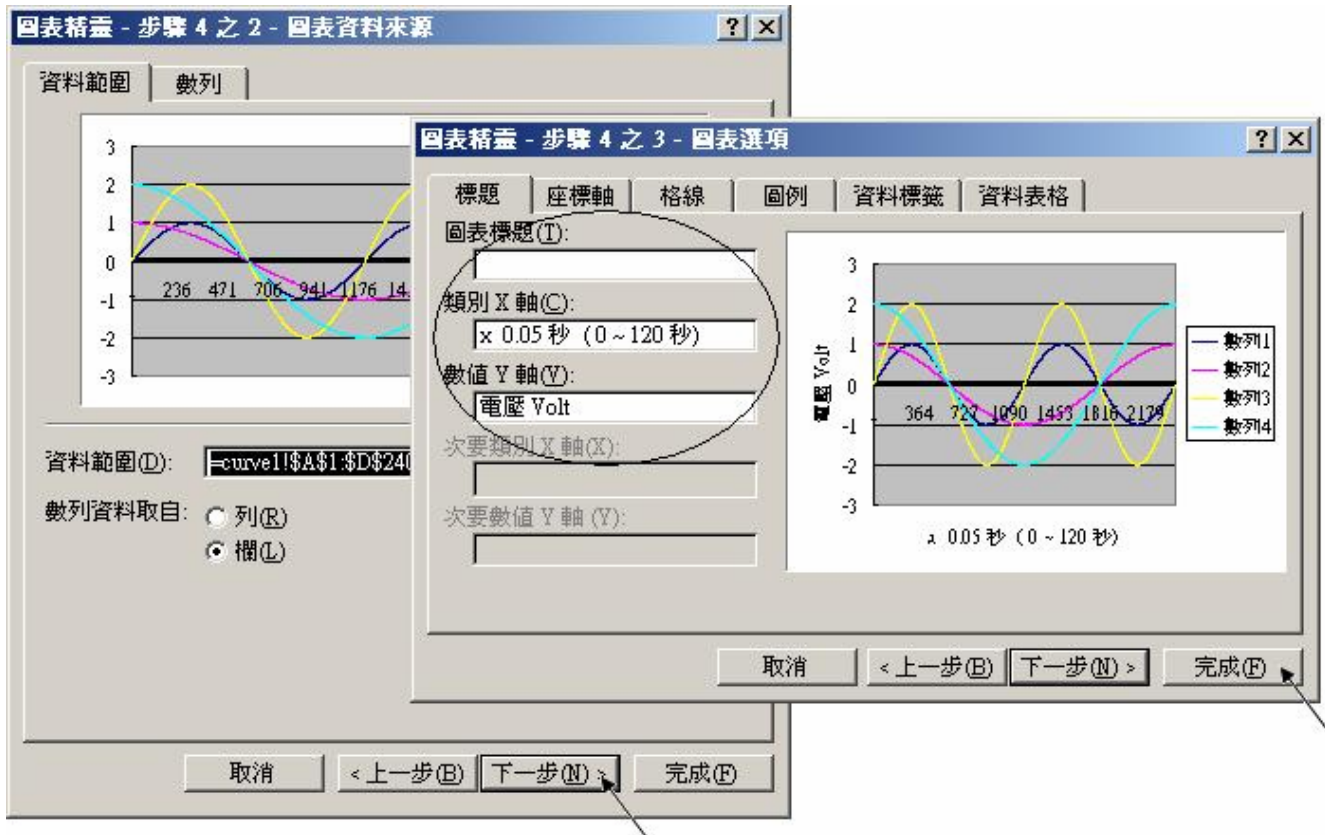 圖表精靈 - 步驟 4 之 2 - 圖表資料來源
資料範圍 數列
3
2
1
0
-1
-2
-3
236 471 706 941 1176 14
資料範圍(D): =curve1!$A$1:$D$240
數列資料取自: 列(R)
欄(L)
取消 <上一步(B) 下一步(N) > 完成(F)
圖表精靈 - 步驟 4 之 3 - 圖表選項
標題 座標軸 格線 圖例 資料標籤 資料表格
圖表標題(T):
類別 X 軸(C):
x 0.05 秒 (0 ~ 120 秒)
數值 Y 軸(V):
電壓 Volt
次要類別 X 軸(X):
次要數值 Y 軸 (Y):
3
2
1
0
-1
-2
-3
電壓 Volt
364 727 1090 1453 1816 2179
x 0.05 秒 (0 ~ 120 秒)
數列1
數列2
數列3
數列4
取消 <上一步(B) 下一步(N) > 完成(F)